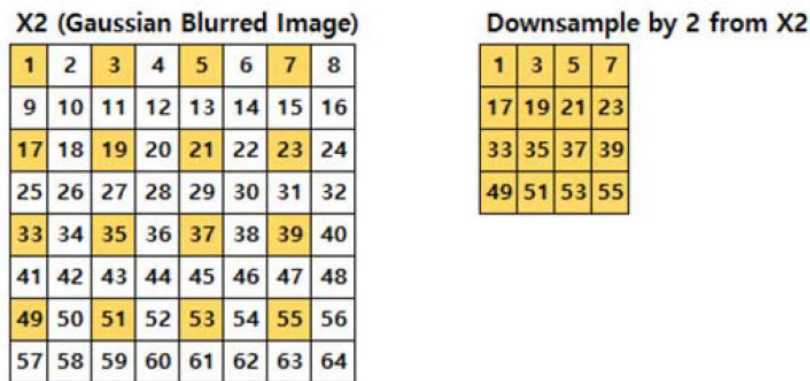 X2 (Gaussian Blurred Image)
1 2 3 4 5 6 7 8
9 10 11 12 13 14 15 16
17 18 19 20 21 22 23 24
25 26 27 28 29 30 31 32
33 34 35 36 37 38 39 40
41 42 43 44 45 46 47 48
49 50 51 52 53 54 55 56
57 58 59 60 61 62 63 64
Downsample by 2 from X2
1 3 5 7
17 19 21 23
33 35 37 39
49 51 53 55